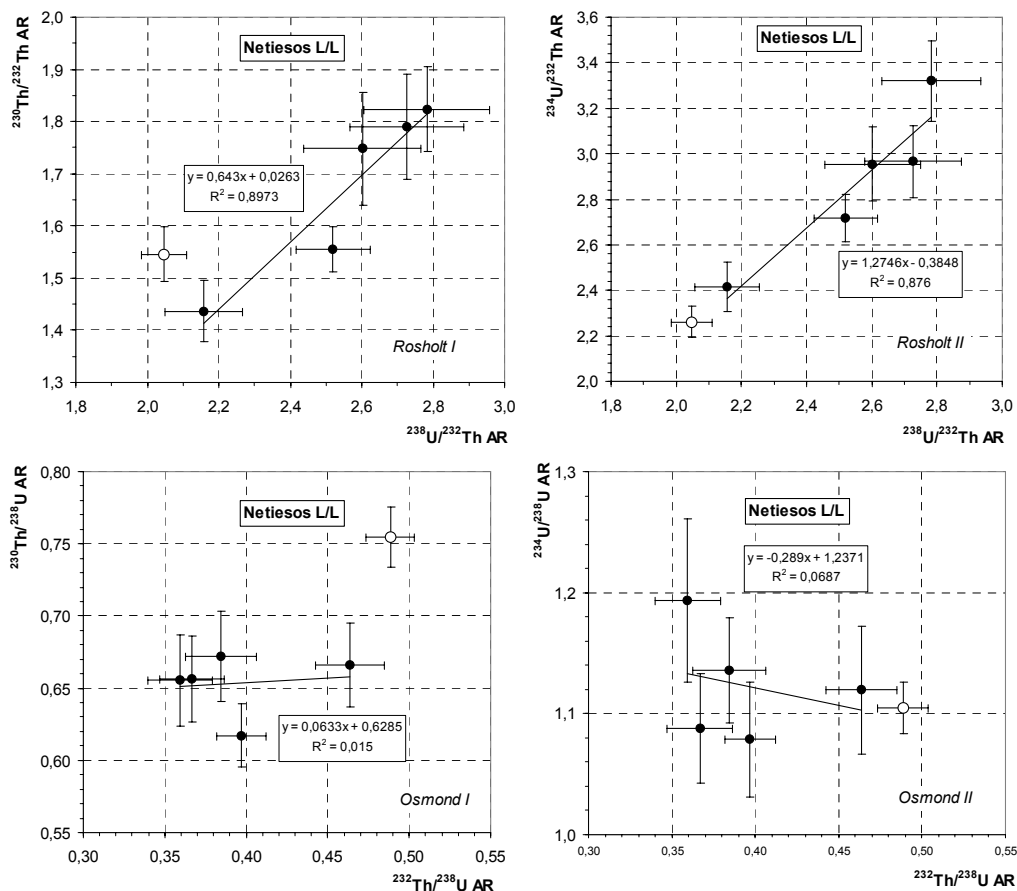 Netiesos L/L
²³⁰Th/²³²Th AR
2,0
1,9
1,8
1,7
1,6
1,5
1,4
1,3
y = 0,643x + 0,0263
R² = 0,8973
Rosholt I
1,8 2,0 2,2 2,4 2,6 2,8 3,0
²³⁸U/²³²Th AR
Netiesos L/L
²³⁴U/²³²Th AR
3,6
3,4
3,2
3,0
2,8
2,6
2,4
2,2
2,0
y = 1,2746x - 0,3848
R² = 0,876
Rosholt II
1,8 2,0 2,2 2,4 2,6 2,8 3,0
²³⁸U/²³²Th AR
Netiesos L/L
²³⁰Th/²³⁸U AR
0,80
0,75
0,70
0,65
0,60
0,55
y = 0,0633x + 0,6285
R² = 0,015
Osmond I
0,30 0,35 0,40 0,45 0,50 0,55
²³²Th/²³⁸U AR
Netiesos L/L
²³⁴U/²³⁸U AR
1,3
1,2
1,1
1,0
y = -0,289x + 1,2371
R² = 0,0687
Osmond II
0,30 0,35 0,40 0,45 0,50 0,55
²³²Th/²³⁸U AR